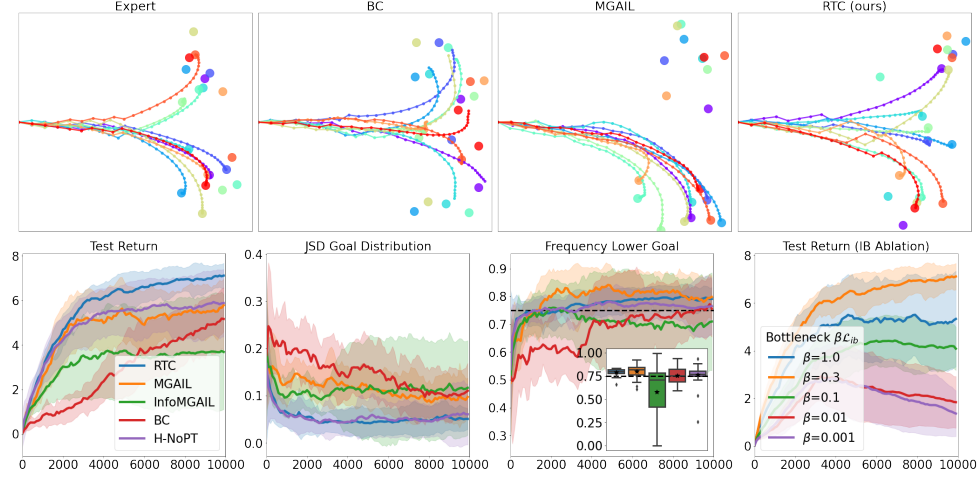 Expert BC MGAIL RTC (ours)
Test Return JSD Goal Distribution Frequency Lower Goal Test Return (IB Ablation)
8
6
4
2
0
0 2000 4000 6000 8000 10000
RTC
MGAIL
InfoMGAIL
BC
H-NoPT
0.4
0.3
0.2
0.1
0.0
0 2000 4000 6000 8000 10000
0.9
0.8
0.7
0.6
0.5
0.4
0.3
0 2000 4000 6000 8000 10000
1.00
0.75
0.50
0.25
0.00
8
6
4
2
0
0 2000 4000 6000 8000 10000
Bottleneck βℒib
β=1.0
β=0.3
β=0.1
β=0.01
β=0.001